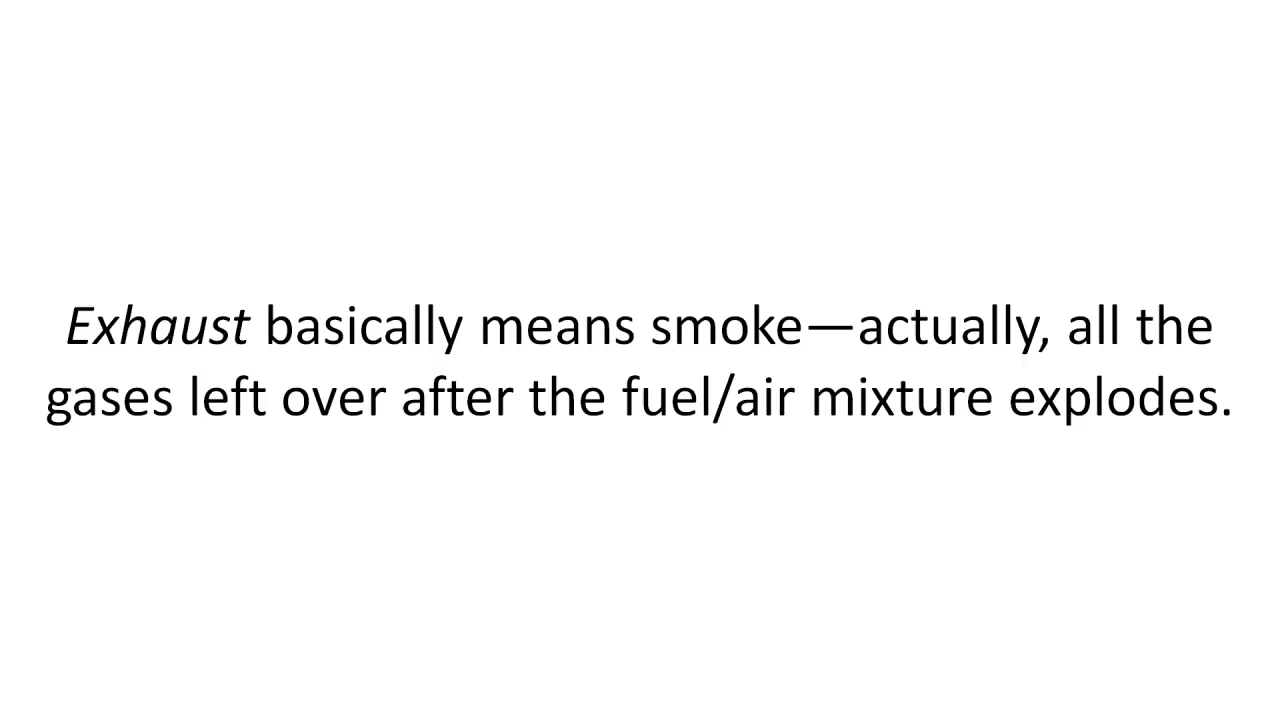 Exhaust basically means smoke—actually, all the
gases left over after the fuel/air mixture explodes.